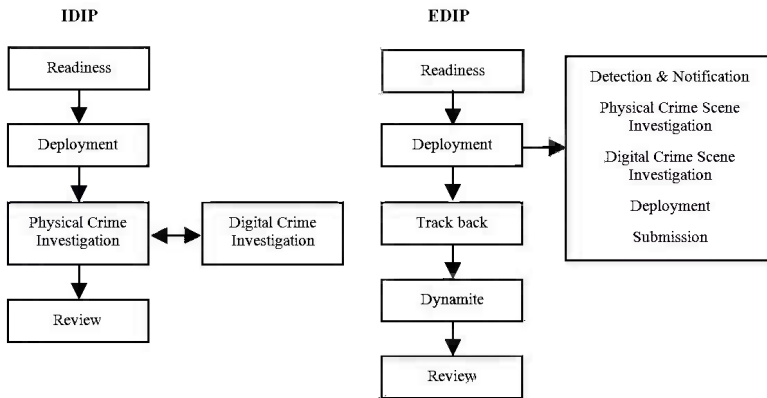 IDIP
Readiness
Deployment
Physical Crime
Investigation
Digital Crime
Investigation
Review
EDIP
Readiness
Deployment
Track back
Dynamite
Review
Detection & Notification
Physical Crime Scene
Investigation
Digital Crime Scene
Investigation
Deployment
Submission